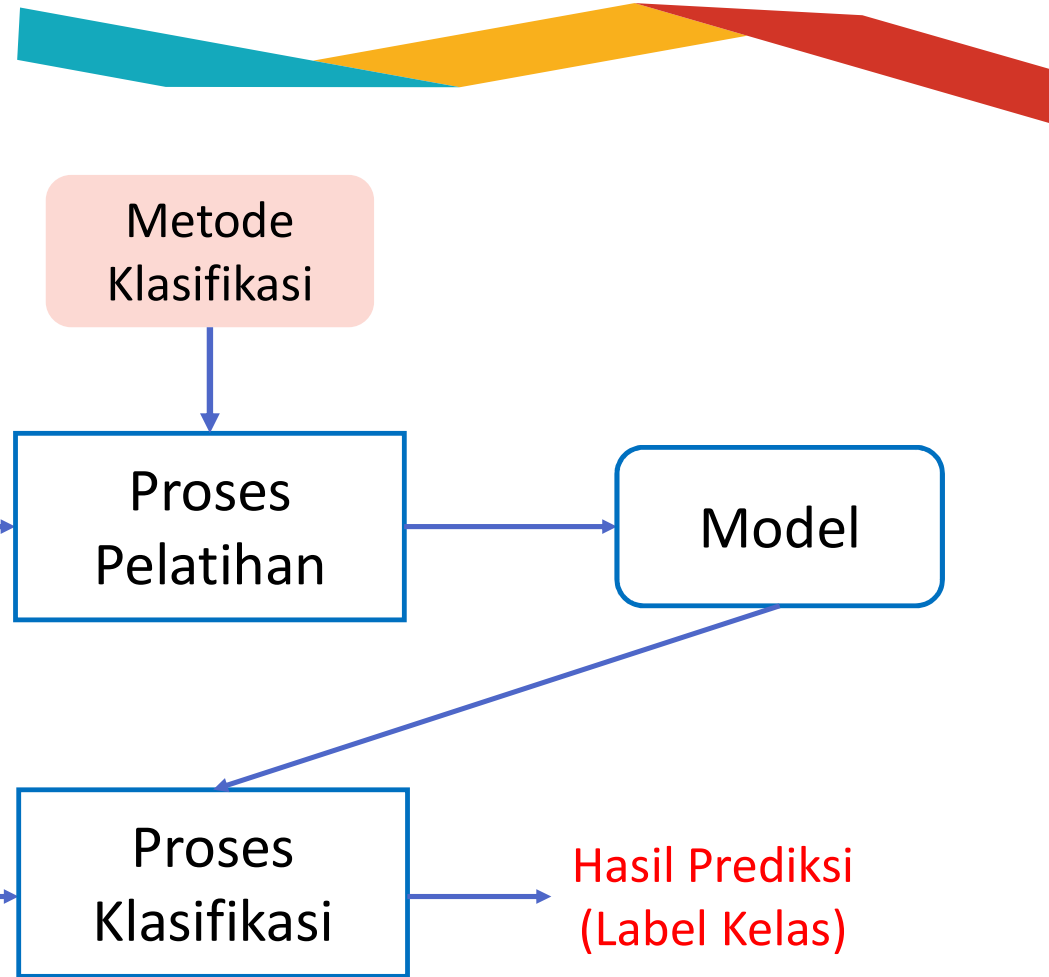 Metode
Klasifikasi
Proses
Pelatihan
Model
Proses
Klasifikasi
Hasil Prediksi
(Label Kelas)